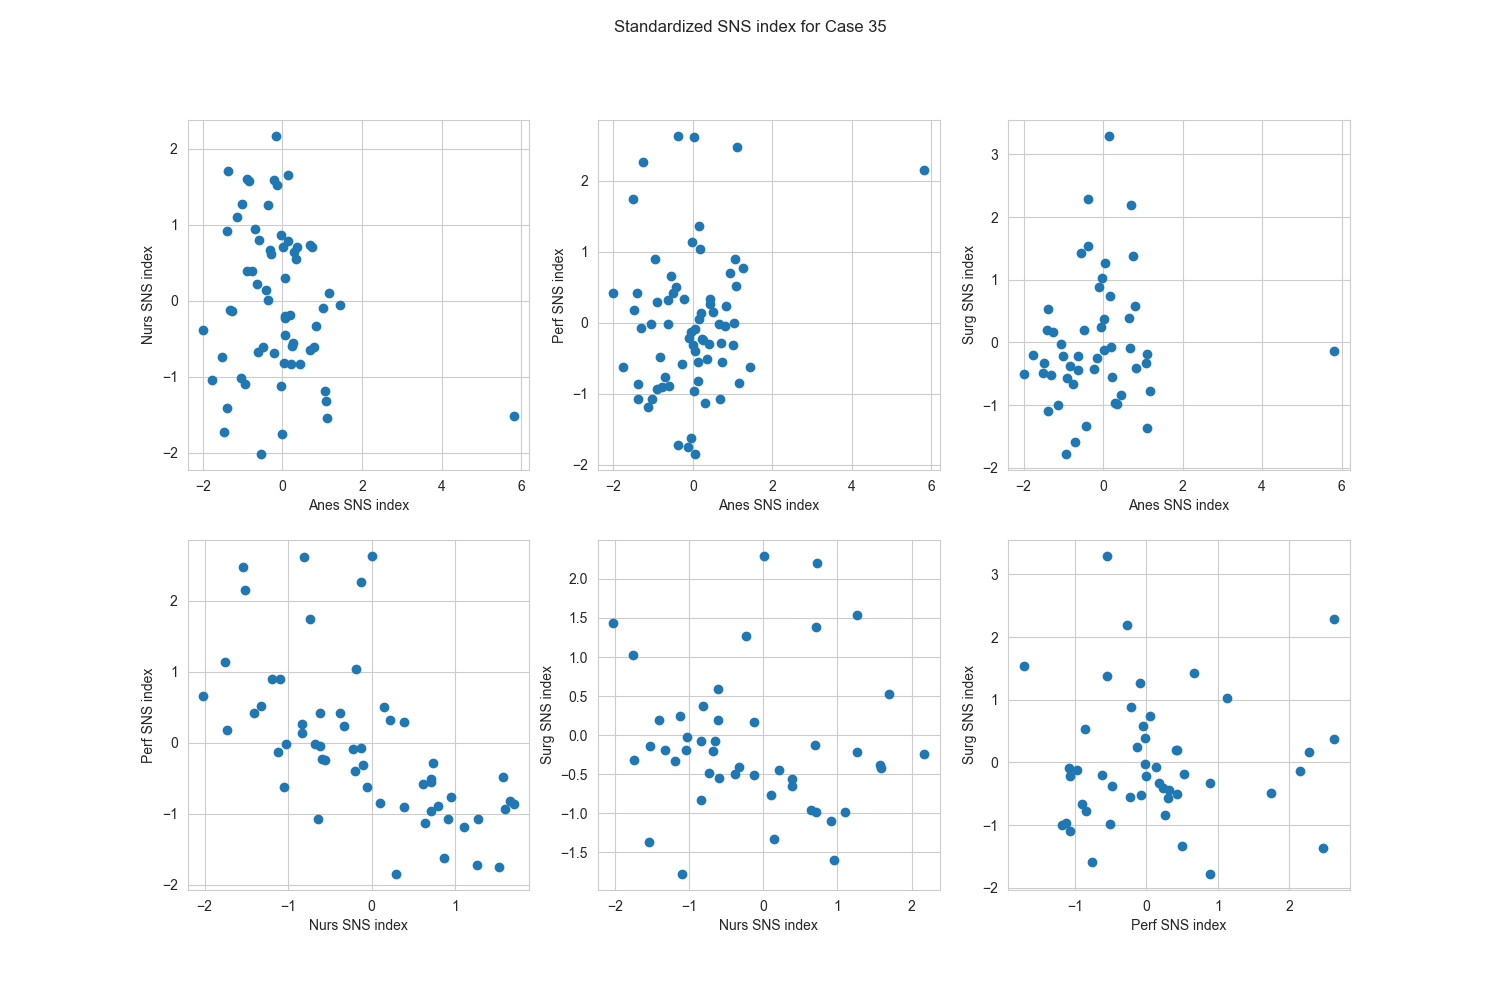 Standardized SNS index for Case 35
Nurs SNS index
2
1
0
−1
−2
−2 0 2 4 6
Anes SNS index
Perf SNS index
2
1
0
−1
−2
−2 0 2 4 6
Anes SNS index
Surg SNS index
3
2
1
0
−1
−2
−2 0 2 4 6
Anes SNS index
Perf SNS index
2
1
0
−1
−2
−2 −1 0 1
Nurs SNS index
Surg SNS index
2.0
1.5
1.0
0.5
0.0
−0.5
−1.0
−1.5
−2 −1 0 1 2
Nurs SNS index
Surg SNS index
3
2
1
0
−1
−2
−1 0 1 2
Perf SNS index